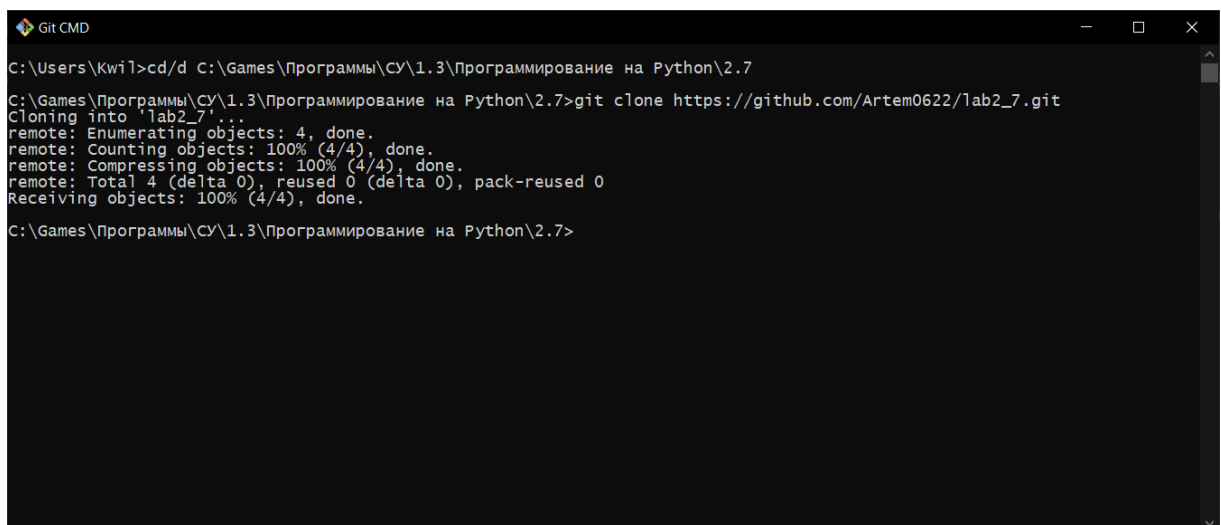 Git CMD
C:\Users\Kwil>cd/d C:\Games\Программы\СУ\1.3\Программирование на Python\2.7
C:\Games\Программы\СУ\1.3\Программирование на Python\2.7>git clone https://github.com/Artem0622/lab2_7.git
Cloning into 'lab2_7'...
remote: Enumerating objects: 4, done.
remote: Counting objects: 100% (4/4), done.
remote: Compressing objects: 100% (4/4), done.
remote: Total 4 (delta 0), reused 0 (delta 0), pack-reused 0
Receiving objects: 100% (4/4), done.
C:\Games\Программы\СУ\1.3\Программирование на Python\2.7>